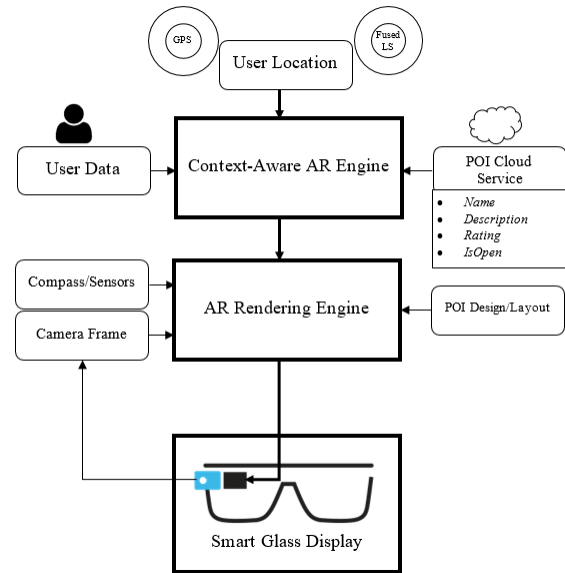 GPS
Fused
LS
User Location
User Data
Context-Aware AR Engine
POI Cloud
Service
Name
Description
Rating
IsOpen
Compass/Sensors
Camera Frame
AR Rendering Engine
POI Design/Layout
Smart Glass Display